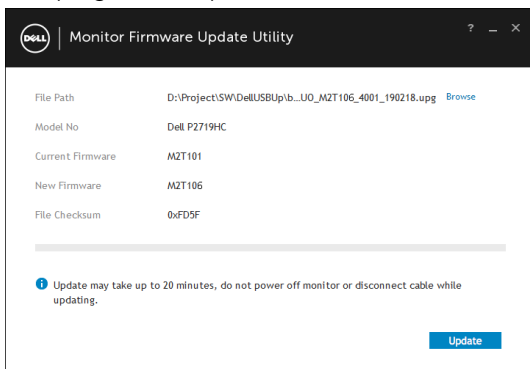 DELL Monitor Firmware Update Utility ? _ ×
File Path D:\Project\SW\DellUSBUp\b...UO_M2T106_4001_190218.upg Browse
Model No Dell P2719HC
Current Firmware M2T101
New Firmware M2T106
File Checksum 0xFD5F
Update may take up to 20 minutes, do not power off monitor or disconnect cable while
updating.
Update